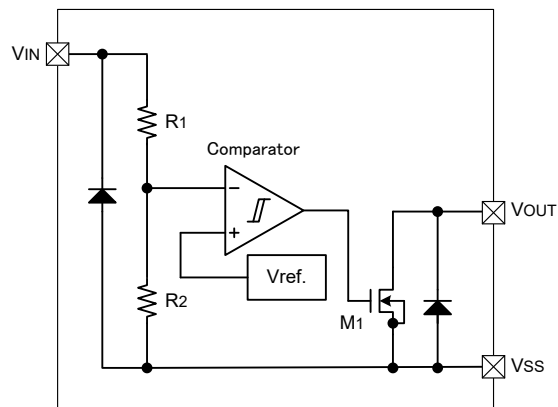 VIN
R1
Comparator
−
+
VOUT
Vref.
R2
M1
VSS